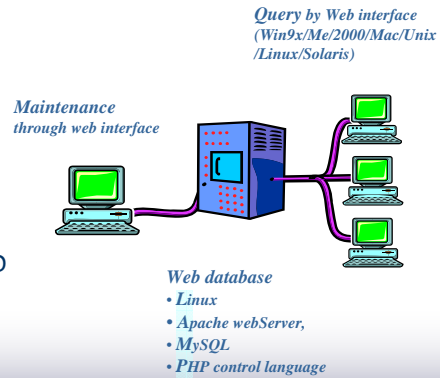 Query by Web interface
(Win9x/Me/2000/Mac/Unix
/Linux/Solaris)
Maintenance
through web interface
Web database
• Linux
• Apache webServer,
• MySQL
• PHP control language